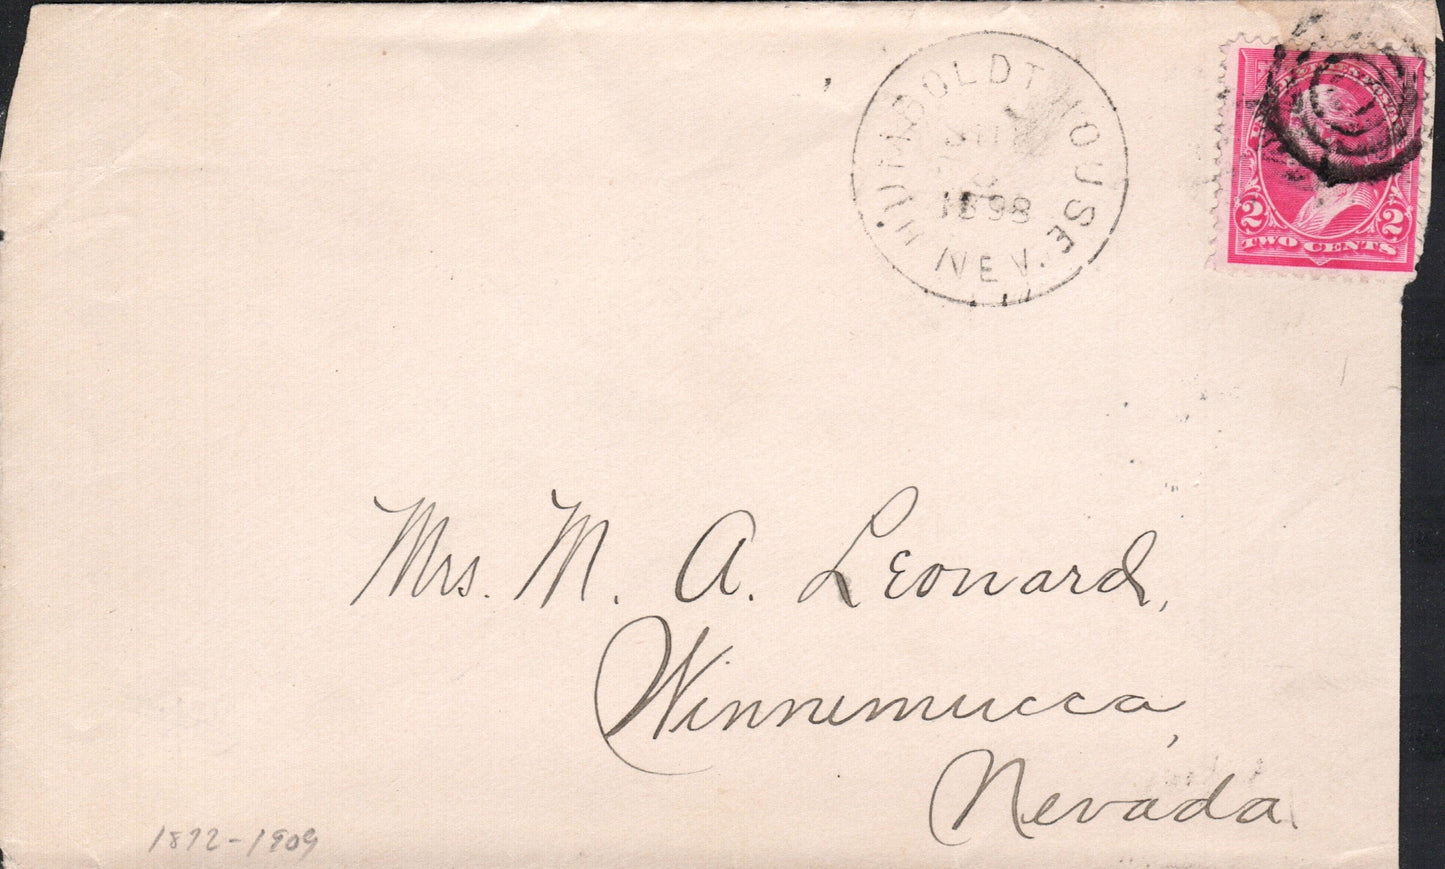 HUMBOLDT HOUSE
1898
NEV.
2 2
TWO CENTS
Mrs. M. A. Leonard,
Winnemucca,
Nevada.
1872-1909